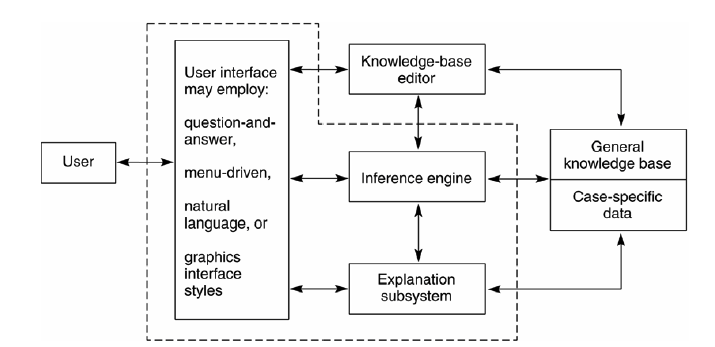 User
User interface
may employ:
question-and-
answer,
menu-driven,
natural
language, or
graphics
interface
styles
Knowledge-base
editor
Inference engine
Explanation
subsystem
General
knowledge base
Case-specific
data